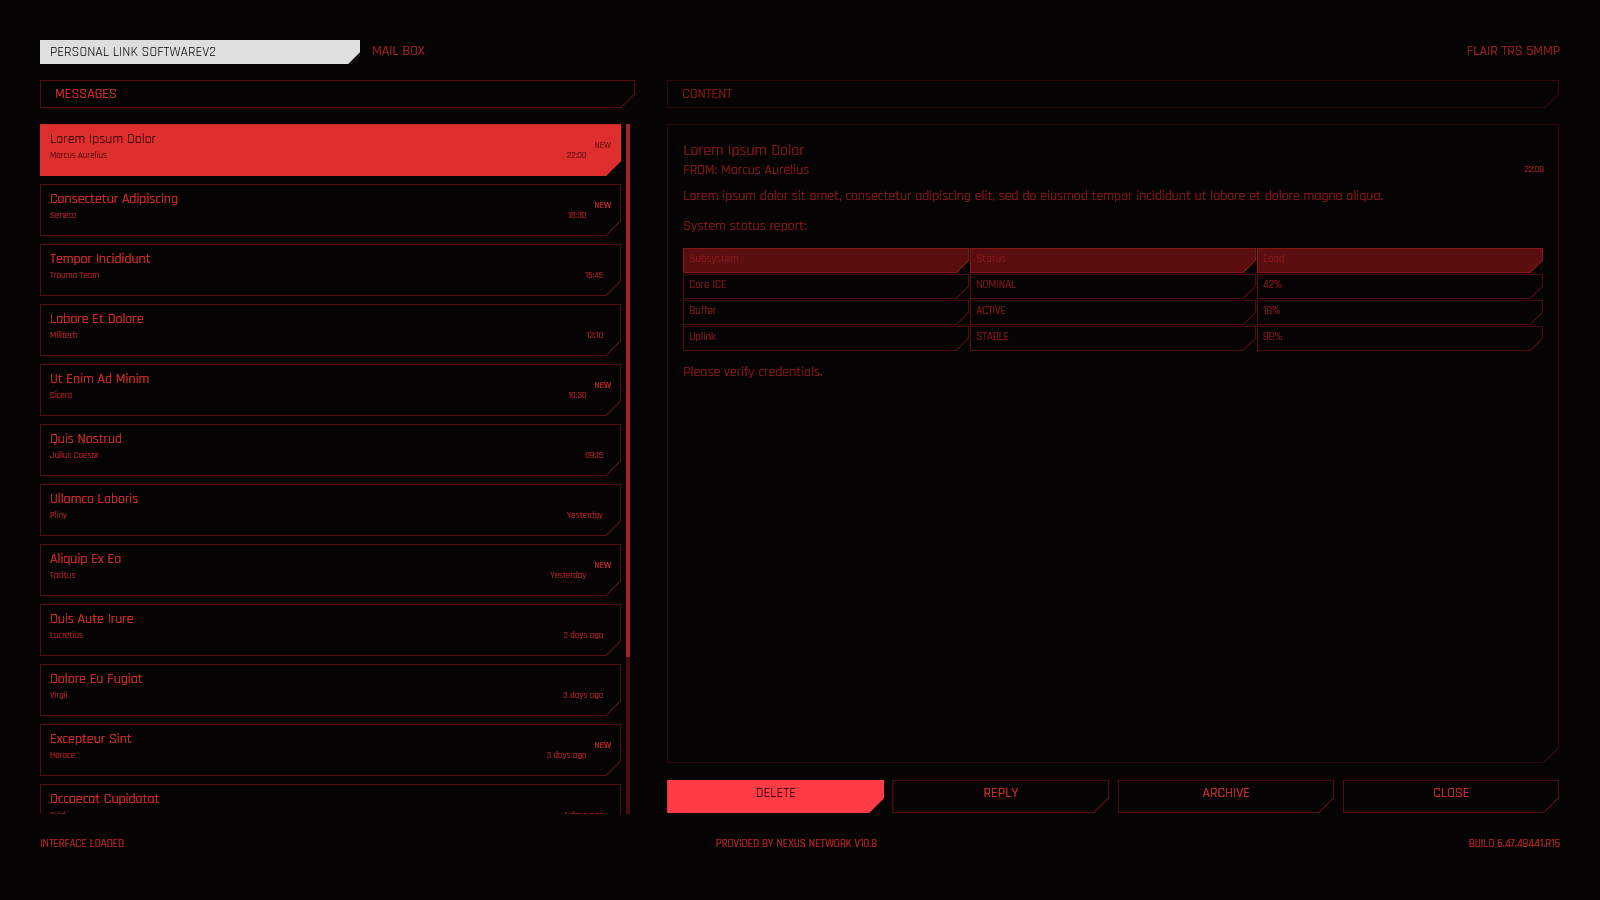 PERSONAL LINK SOFTWAREV2
MAIL BOX
FLAIR TRS 5MMP
MESSAGES
Lorem Ipsum Dolor
NEW
Marcus Aurelius
22:00
Consectetur Adipiscing
NEW
Seneca
18:30
Tempor Incididunt
Trauma Team
15:45
Labore Et Dolore
Militech
12:10
Ut Enim Ad Minim
NEW
Cicero
10:30
Quis Nostrud
Julius Caesar
09:15
Ullamco Laboris
Pliny
Yesterday
Aliquip Ex Ea
NEW
Tacitus
Yesterday
Duis Aute Irure
Lucretius
2 days ago
Dolore Eu Fugiat
Virgil
3 days ago
Excepteur Sint
NEW
Horace
3 days ago
Occaecat Cupidatat
CONTENT
Lorem Ipsum Dolor
FROM: Marcus Aurelius
22:00
Lorem ipsum dolor sit amet, consectetur adipiscing elit, sed do eiusmod tempor incididunt ut labore et dolore magna aliqua.
System status report:
Subsystem Status Load
Core ICE NOMINAL 42%
Buffer ACTIVE 18%
Uplink STABLE 88%
Please verify credentials.
DELETE
REPLY
ARCHIVE
CLOSE
INTERFACE LOADED
PROVIDED BY NEXUS NETWORK V10.8
BUILD 6.47.48441.R15